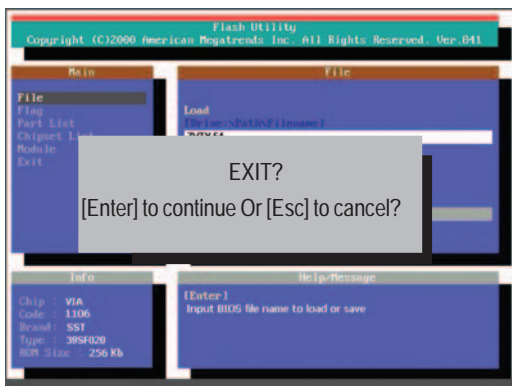 Flash Utility
Copyright (C)2000 American Megatrends Inc. All Rights Reserved. Ver.841
Main
File
File
Flag
Part List
Chipset List
Module
Exit
Load
[Drive:\Path\Filename]
EXIT?
[Enter] to continue Or [Esc] to cancel?
Info
Chip : VIA
Code : 1106
Brand: SST
Type : 39SF020
ROM Size : 256 Kb
Help/Message
[Enter]
Input BIOS file name to load or save